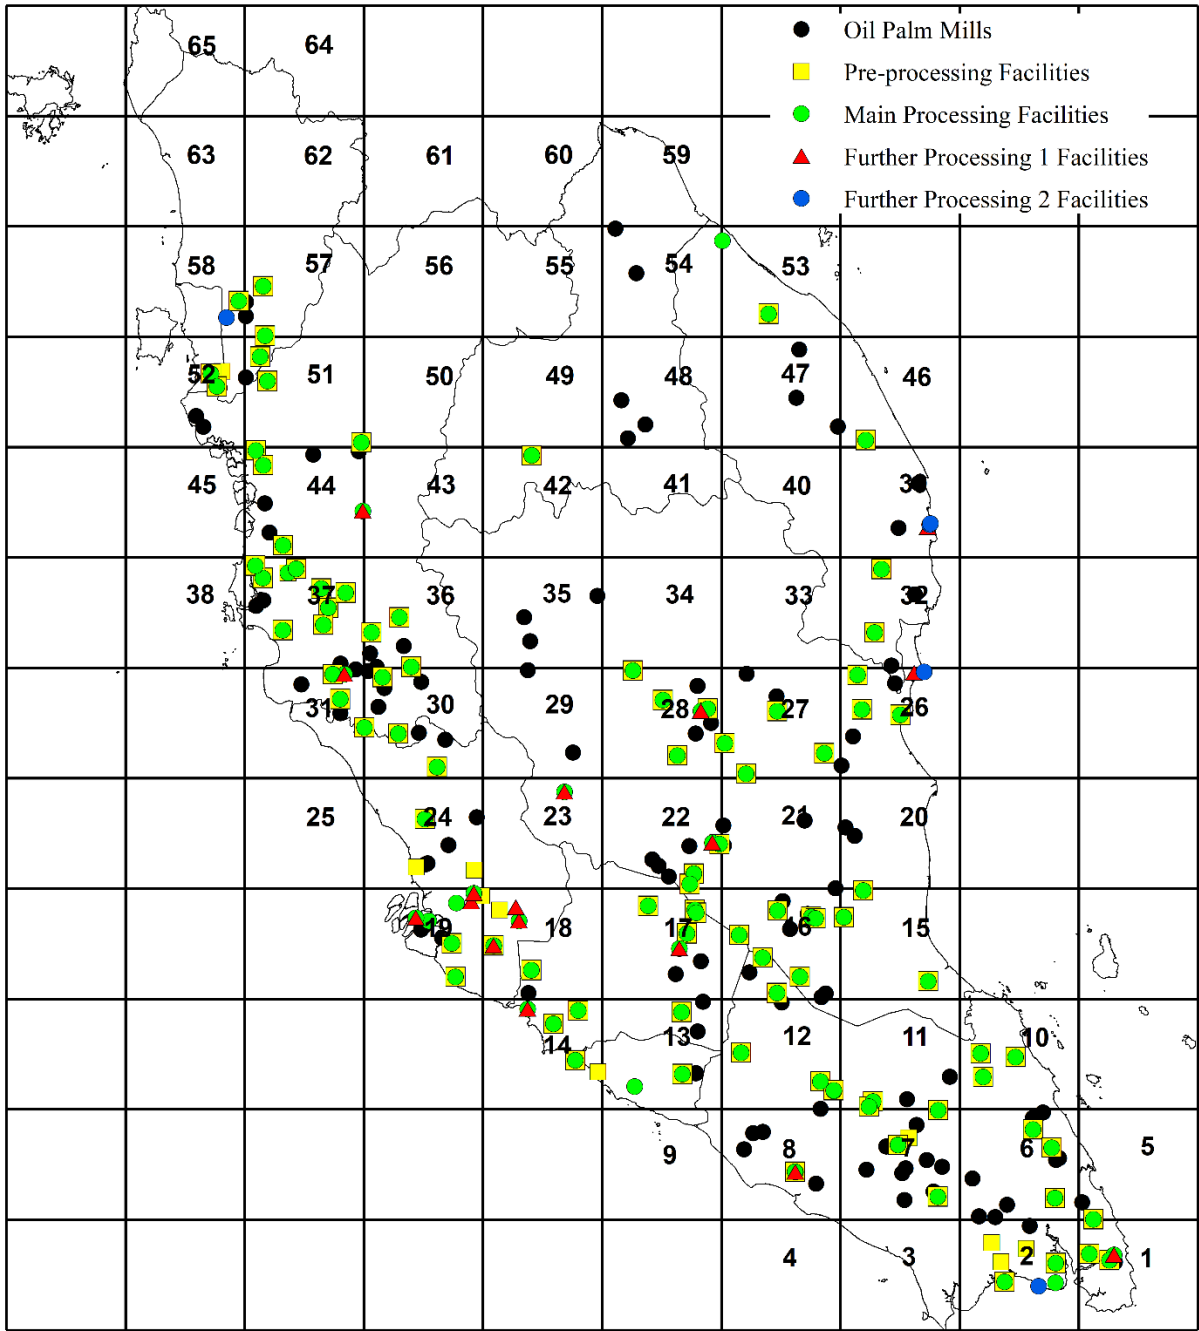 65 64 Oil Palm Mills
Pre-processing Facilities
Main Processing Facilities
63 62 61 60 59 Further Processing 1 Facilities
Further Processing 2 Facilities
58 57 56 55 54 53
52 51 50 49 48 47 46
45 44 43 42 41 40
38 37 36 35 34 33 32
31 30 29 28 27 26
25 24 23 22 21 20
19 18 17 16 15
14 13 12 11 10
9 8 7 6 5
4 3 2 1